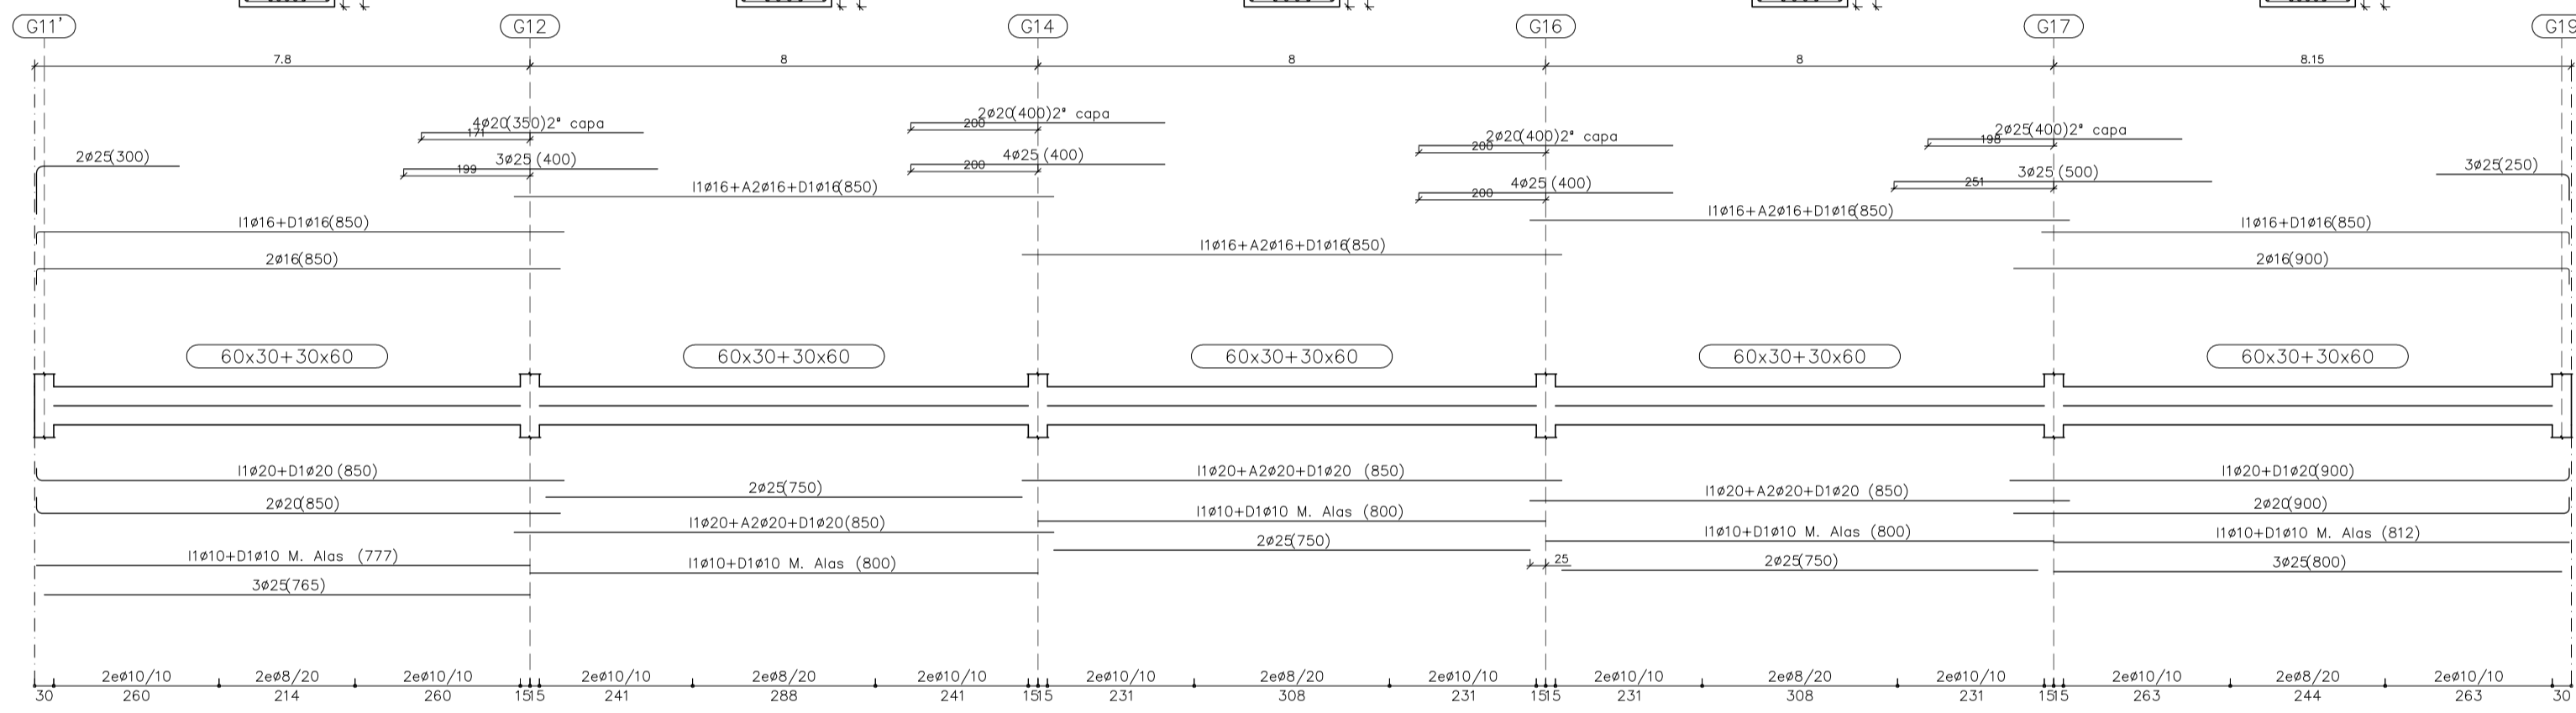 G11' G12 G14 G16 G17 G19
7.8 8 8 8 8.15
2ø20(400)2ª capa
200
4ø20(350)2ª capa
171
2ø25(400)2ª capa
198
2ø20(400)2ª capa
200
2ø25(300)
3ø25 (400)
199
4ø25 (400)
200
4ø25 (400)
200
3ø25 (500)
251
3ø25(250)
I1ø16+A2ø16+D1ø16(850)
I1ø16+A2ø16+D1ø16(850)
I1ø16+D1ø16(850)
I1ø16+D1ø16(850)
I1ø16+A2ø16+D1ø16(850)
2ø16(850)
2ø16(900)
60x30+30x60 60x30+30x60 60x30+30x60 60x30+30x60 60x30+30x60
I1ø20+D1ø20 (850)
I1ø20+A2ø20+D1ø20 (850)
I1ø20+D1ø20(900)
2ø25(750)
I1ø20+A2ø20+D1ø20 (850)
2ø20(850)
2ø20(900)
I1ø10+D1ø10 M. Alas (800)
I1ø20+A2ø20+D1ø20(850)
I1ø10+D1ø10 M. Alas (800)
I1ø10+D1ø10 M. Alas (812)
2ø25(750)
I1ø10+D1ø10 M. Alas (777)
I1ø10+D1ø10 M. Alas (800)
25
2ø25(750)
3ø25(800)
3ø25(765)
2eø10/10 2eø8/20 2eø10/10 2eø10/10 2eø8/20 2eø10/10 2eø10/10 2eø8/20 2eø10/10 2eø10/10 2eø8/20 2eø10/10 2eø10/10 2eø8/20 2eø10/10
30 260 214 260 15 15 241 288 241 15 15 231 308 231 15 15 231 308 231 15 15 263 244 263 30